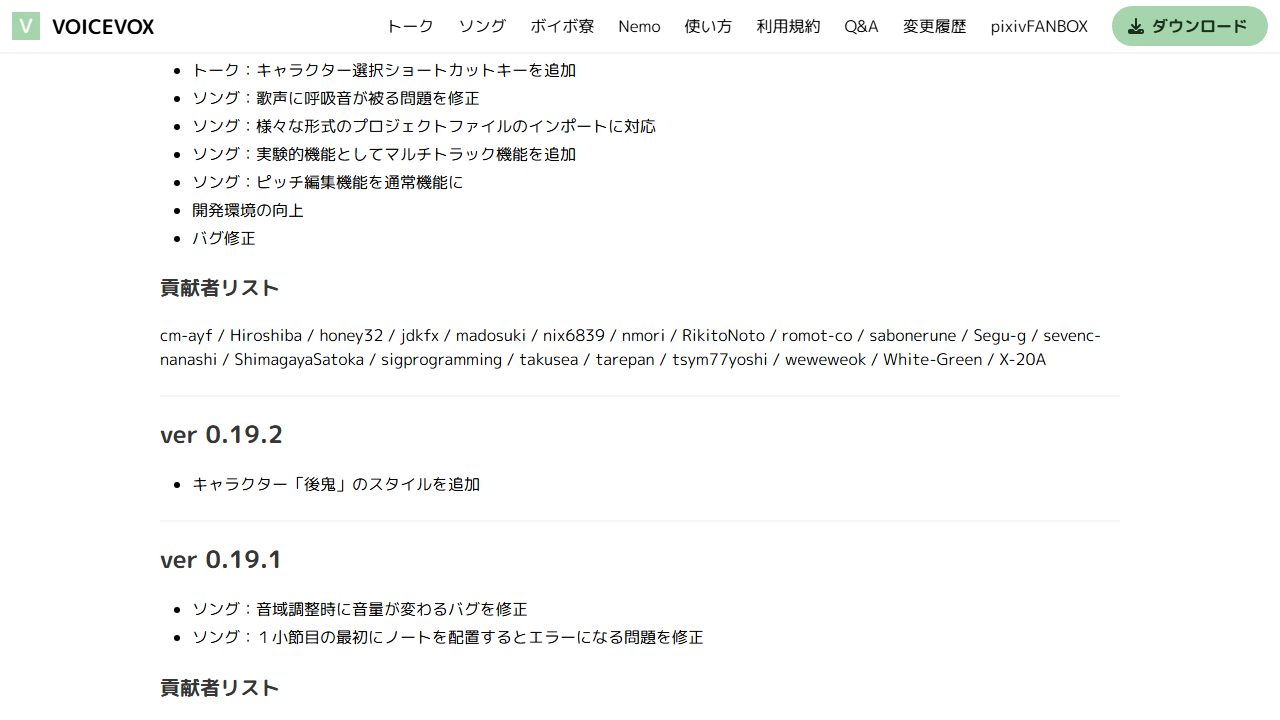 V VOICEVOX トーク ソング ボイボ寮 Nemo 使い方 利用規約 Q&A 変更履歴 pixivFANBOX ダウンロード
トーク：キャラクター選択ショートカットキーを追加
ソング：歌声に呼吸音が被る問題を修正
ソング：様々な形式のプロジェクトファイルのインポートに対応
ソング：実験的機能としてマルチトラック機能を追加
ソング：ピッチ編集機能を通常機能に
開発環境の向上
バグ修正
貢献者リスト
cm-ayf / Hiroshiba / honey32 / jdkfx / madosuki / nix6839 / nmori / RikitoNoto / romot-co / sabonerune / Segu-g / sevenc-
nanashi / ShimagayaSatoka / sigprogramming / takusea / tarepan / tsym77yoshi / weweweok / White-Green / X-20A
ver 0.19.2
キャラクター「後鬼」のスタイルを追加
ver 0.19.1
ソング：音域調整時に音量が変わるバグを修正
ソング：１小節目の最初にノートを配置するとエラーになる問題を修正
貢献者リスト